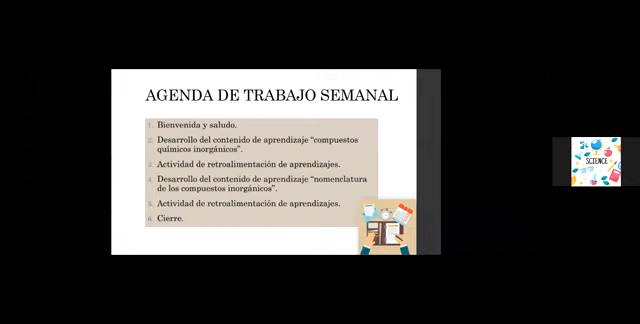 AGENDA DE TRABAJO SEMANAL
1. Bienvenida y saludo.
2. Desarrollo del contenido de aprendizaje “compuestos
químicos inorgánicos”.
3. Actividad de retroalimentación de aprendizajes.
4. Desarrollo del contenido de aprendizaje “nomenclatura
de los compuestos inorgánicos”.
5. Actividad de retroalimentación de aprendizajes.
6. Cierre.
SCIENCE